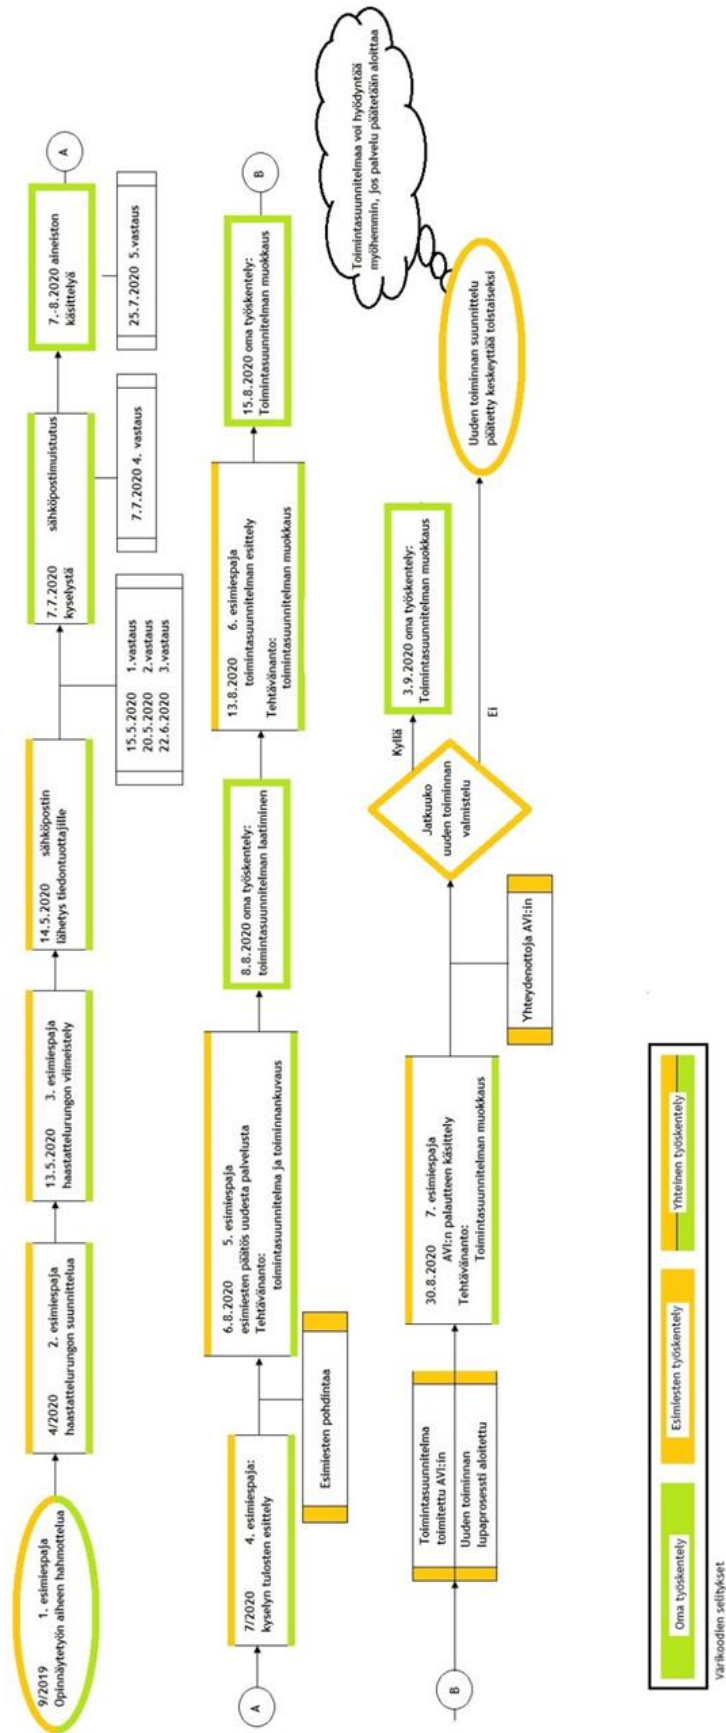 9/2019 1. esimiespaja
Opinnäytetyön aiheen hahmottelua
4/2020 2. esimiespaja
haastattelurungon suunnittelua
13.5.2020 3. esimiespaja
haastattelurungon viimeistely
14.5.2020 sähköpostin
lähetys tiedontuottajille
15.5.2020 1.vastaus
20.5.2020 2.vastaus
22.6.2020 3.vastaus
7.7.2020 sähköpostimuistutus
kyselystä
7.7.2020 4. vastaus
7.-8.2020 aineiston
käsittelyä
25.7.2020 5.vastaus
A
A
7/2020 4. esimiespaja:
kyselyn tulosten esittely
Esimiesten pohdintaa
6.8.2020 5. esimiespaja
esimiesten päätös uudesta palvelusta
Tehtävänanto:
toimintasuunnitelma ja toiminnankuvaus
8.8.2020 oma työskentely:
toimintasuunnitelman laatiminen
13.8.2020 6. esimiespaja
toimintasuunnitelman esittely
Tehtävänanto:
toimintasuunnitelman muokkaus
15.8.2020 oma työskentely:
Toimintasuunnitelman muokkaus
B
B
Toimintasuunnitelma
toimitettu AVI:in
Uuden toiminnan
lupaprosessti aloitettu
30.8.2020 7. esimiespaja
AVI:n palautteen käsittely
Tehtävänanto:
Toimintasuunnitelman muokkaus
Yhteydenottoja AVI:in
Jatkuuko
uuden toiminnan
valmistelu
Kyllä
Ei
3.9.2020 oma työskentely:
Toimintasuunnitelman muokkaus
Uuden toiminnan suunnittelu
päätetty keskeyttää toistaiseksi
Toimintasuunnitelmaa voi hyödyntää
myöhemmin, jos palvelu päätetään aloittaa
Oma työskentely
Esimiesten työskentely
Yhteinen työskentely
Värikoodien selitykset